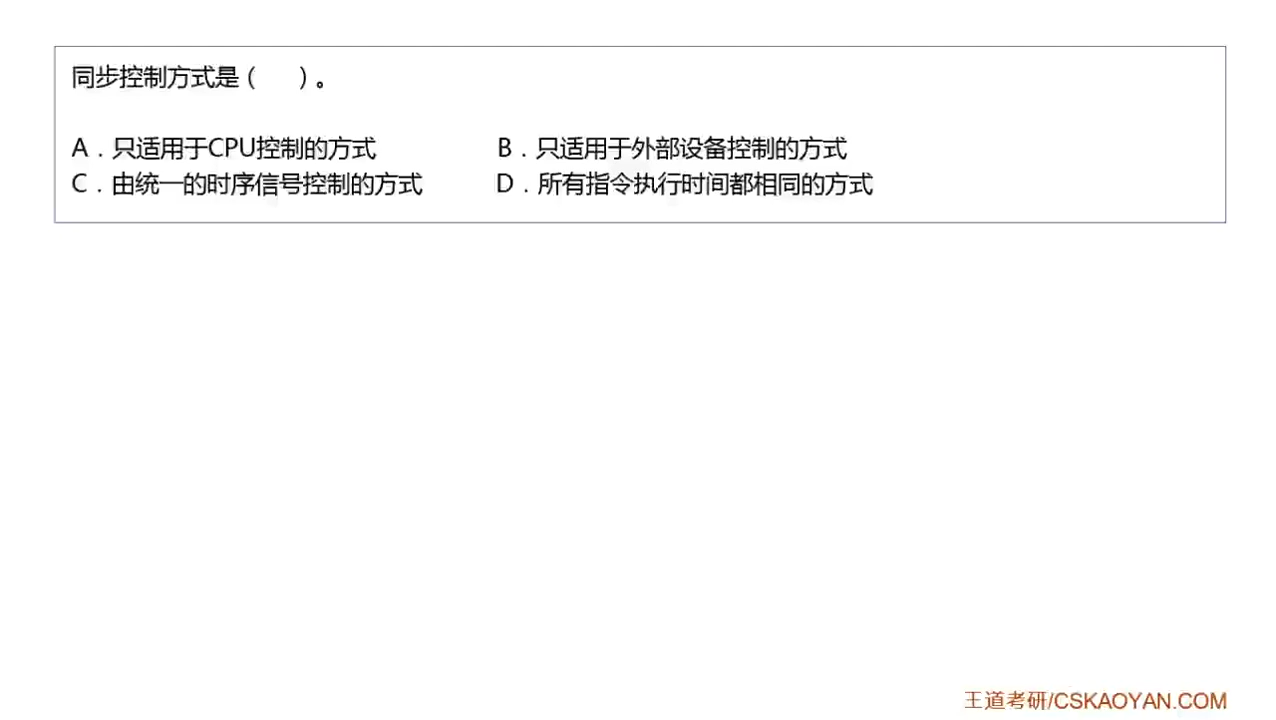 同步控制方式是（　　）。
A．只适用于CPU控制的方式　　B．只适用于外部设备控制的方式
C．由统一的时序信号控制的方式　　D．所有指令执行时间都相同的方式
王道考研/CSKAOYAN.COM